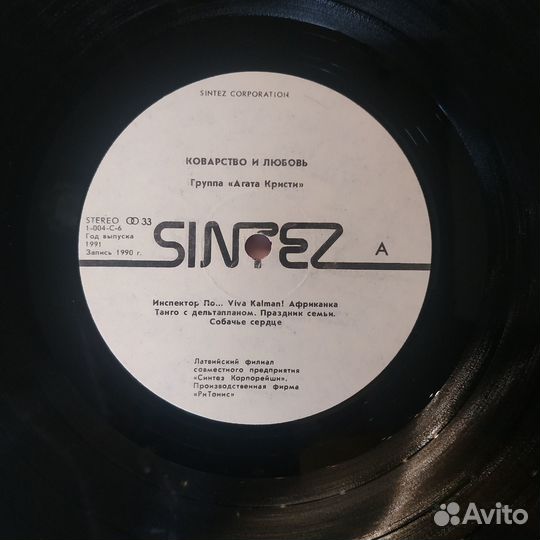 SINTEZ CORPORATION
КОВАРСТВО И ЛЮБОВЬ
Группа «Агата Кристи»
STEREO 33
1-004-C-6
Год выпуска
1991
Запись 1990 г.
SINTEZ
A
Инспектор По... Viva Kalman! Африканка
Танго с дельтапланом. Праздник семьи.
Собачье сердце
Латвийский филиал
совместного предприятия
«Синтез Корпорейшн».
Производственная фирма
«РиТонис»
Avito